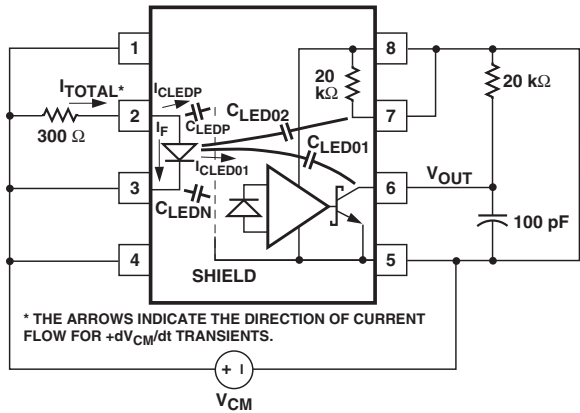 1
8
I_TOTAL*
I_CLEDP
20 kΩ
20 kΩ
300 Ω
2
C_LEDP
C_LED02
7
I_F
C_LED01
I_CLED01
3
C_LEDN
6
V_OUT
100 pF
4
SHIELD
5
* THE ARROWS INDICATE THE DIRECTION OF CURRENT
FLOW FOR +dV_CM/dt TRANSIENTS.
+ –
V_CM